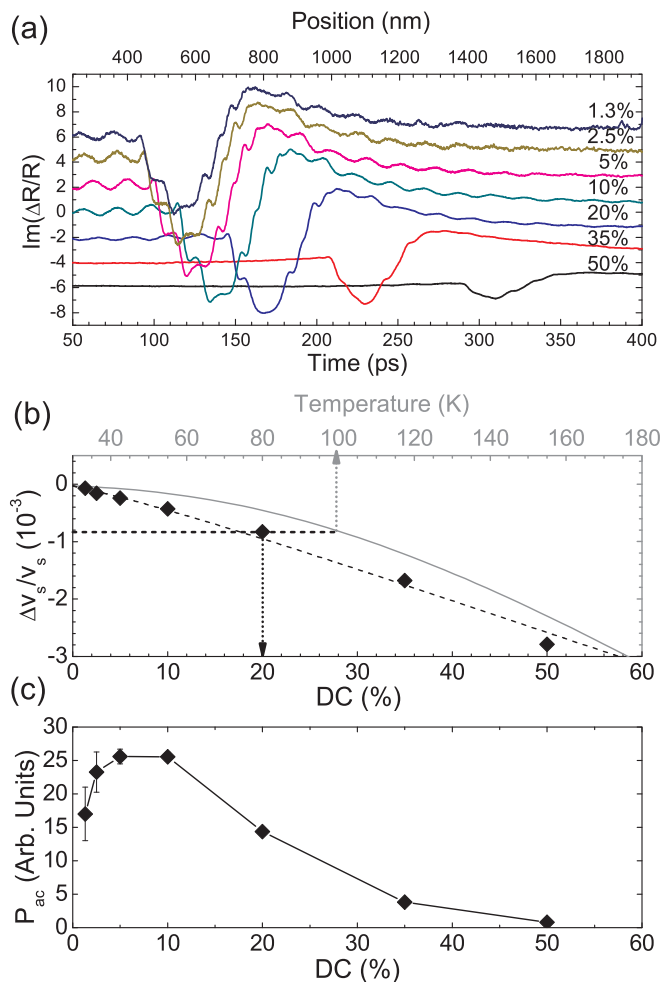 (a)
Position (nm)
400 600 800 1000 1200 1400 1600 1800
10
8
6
4
2
0
-2
-4
-6
-8
Im(ΔR/R)
1.3%
2.5%
5%
10%
20%
35%
50%
50 100 150 200 250 300 350 400
Time (ps)
(b)
Temperature (K)
40 60 80 100 120 140 160 180
0
-1
-2
-3
Δvs/vs (10-3)
0 10 20 30 40 50 60
DC (%)
(c)
30
25
20
15
10
5
0
Pac (Arb. Units)
0 10 20 30 40 50 60
DC (%)